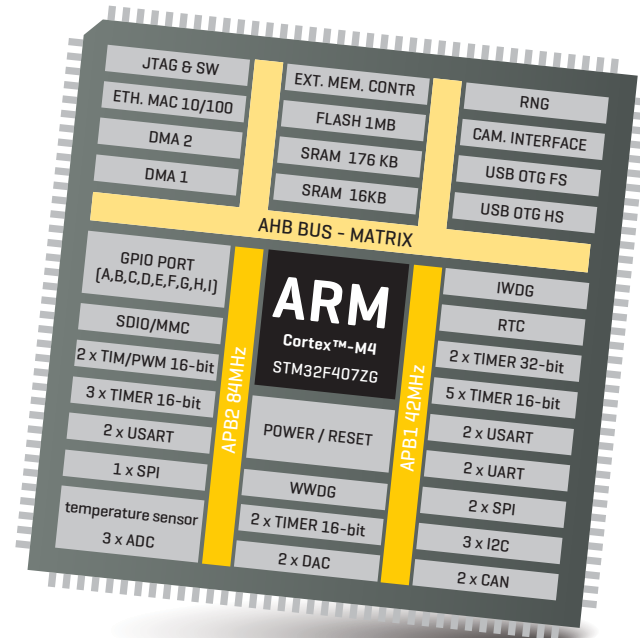 JTAG & SW
ETH. MAC 10/100
DMA 2
DMA 1
EXT. MEM. CONTR
FLASH 1MB
SRAM 176 KB
SRAM 16KB
RNG
CAM. INTERFACE
USB OTG FS
USB OTG HS
AHB BUS - MATRIX
GPIO PORT
(A,B,C,D,E,F,G,H,I)
SDIO/MMC
2 x TIM/PWM 16-bit
3 x TIMER 16-bit
2 x USART
1 x SPI
temperature sensor
3 x ADC
APB2 84MHz
ARM
Cortex™-M4
STM32F407ZG
POWER / RESET
WWDG
2 x TIMER 16-bit
2 x DAC
APB1 42MHz
IWDG
RTC
2 x TIMER 32-bit
5 x TIMER 16-bit
2 x USART
2 x UART
2 x SPI
3 x I2C
2 x CAN